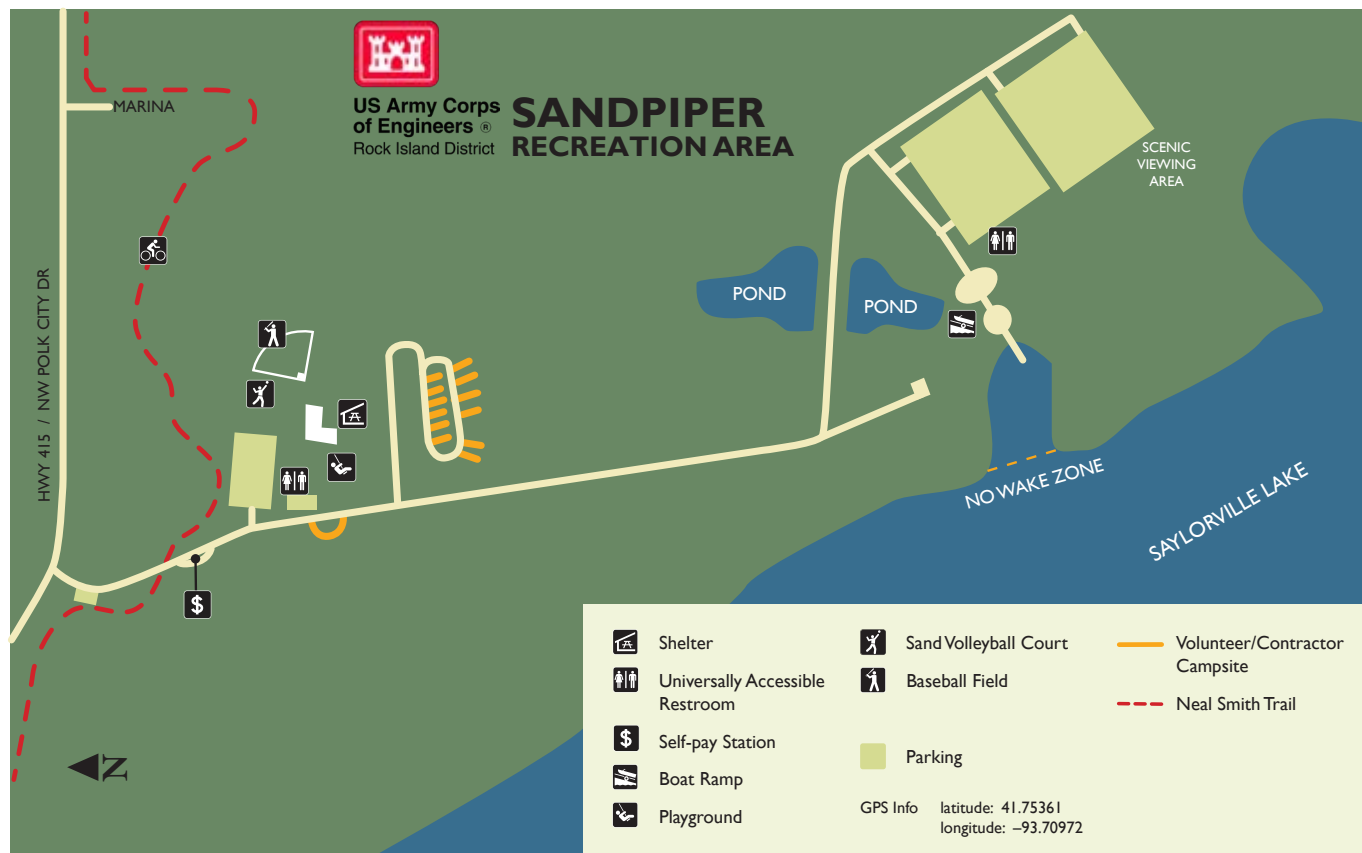 US Army Corps
of Engineers ®
Rock Island District
SANDPIPER
RECREATION AREA
MARINA
HWY 415 / NW POLK CITY DR
SCENIC
VIEWING
AREA
POND
POND
NO WAKE ZONE
SAYLORVILLE LAKE
$
N
Shelter
Universally Accessible
Restroom
$ Self-pay Station
Boat Ramp
Playground
Sand Volleyball Court
Baseball Field
Parking
GPS Info latitude: 41.75361
longitude: –93.70972
Volunteer/Contractor
Campsite
Neal Smith Trail